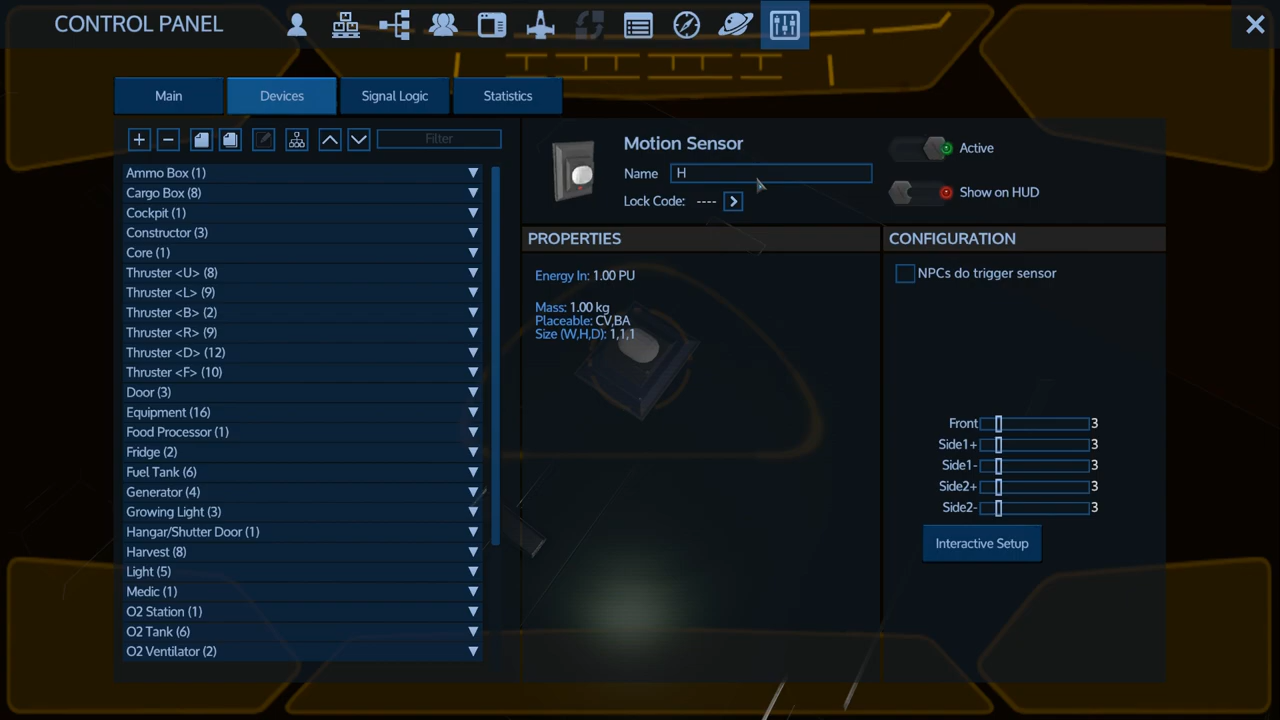 CONTROL PANEL
Main
Devices
Signal Logic
Statistics
Filter
Ammo Box (1)
Cargo Box (8)
Cockpit (1)
Constructor (3)
Core (1)
Thruster <U> (8)
Thruster <L> (9)
Thruster <B> (2)
Thruster <R> (9)
Thruster <D> (12)
Thruster <F> (10)
Door (3)
Equipment (16)
Food Processor (1)
Fridge (2)
Fuel Tank (6)
Generator (4)
Growing Light (3)
Hangar/Shutter Door (1)
Harvest (8)
Light (5)
Medic (1)
O2 Station (1)
O2 Tank (6)
O2 Ventilator (2)
Motion Sensor
Name H
Lock Code: ----
Active
Show on HUD
PROPERTIES
Energy In: 1.00 PU
Mass: 1.00 kg
Placeable: CV,BA
Size (W,H,D): 1,1,1
CONFIGURATION
NPCs do trigger sensor
Front 3
Side1+ 3
Side1- 3
Side2+ 3
Side2- 3
Interactive Setup